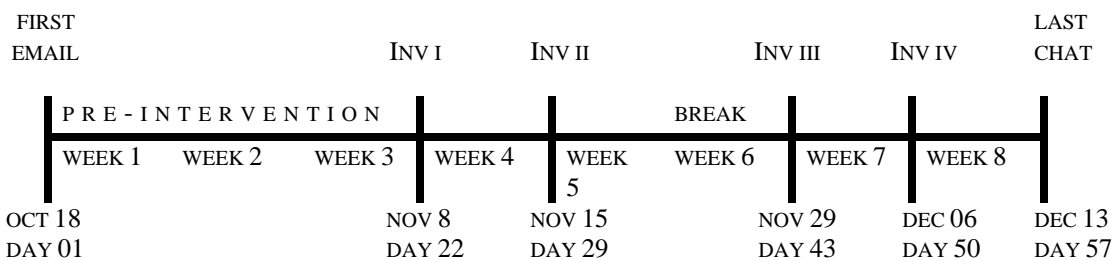 FIRST LAST
EMAIL INV I INV II INV III INV IV CHAT
PRE-INTERVENTION BREAK
WEEK 1 WEEK 2 WEEK 3 WEEK 4 WEEK WEEK 6 WEEK 7 WEEK 8
5
OCT 18 NOV 8 NOV 15 NOV 29 DEC 06 DEC 13
DAY 01 DAY 22 DAY 29 DAY 43 DAY 50 DAY 57